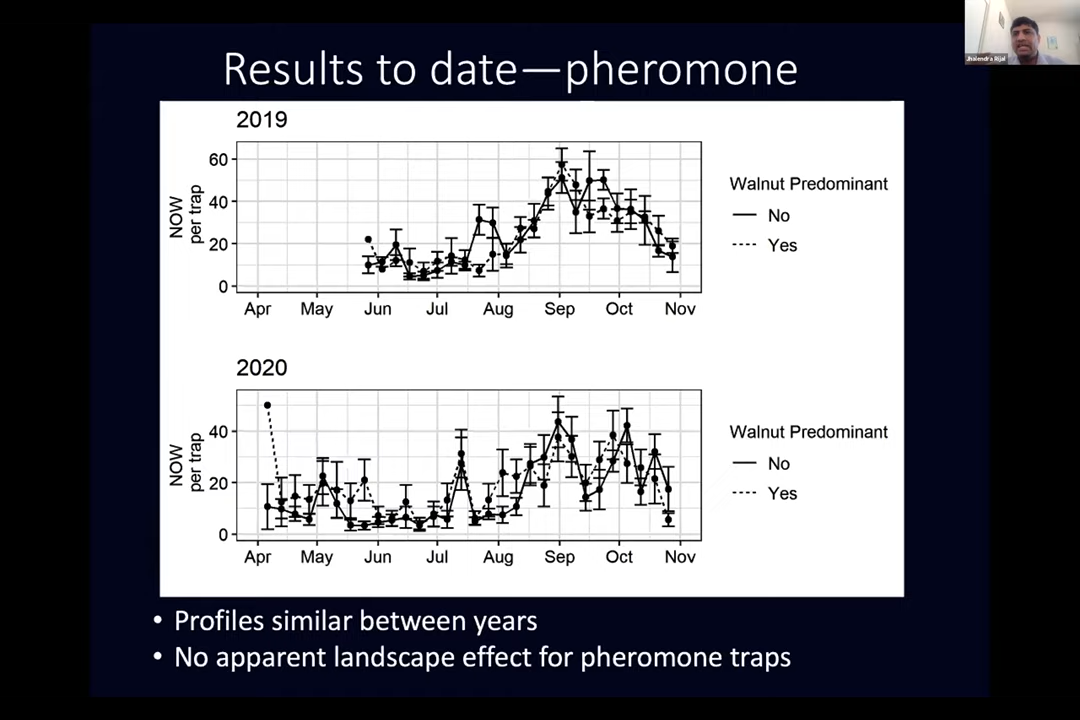 Jhalendra Rijal
Results to date—pheromone
2019
60
40
20
0
NOW
per trap
Apr May Jun Jul Aug Sep Oct Nov
Walnut Predominant
No
Yes
2020
40
20
0
NOW
per trap
Apr May Jun Jul Aug Sep Oct Nov
Walnut Predominant
No
Yes
• Profiles similar between years
• No apparent landscape effect for pheromone traps